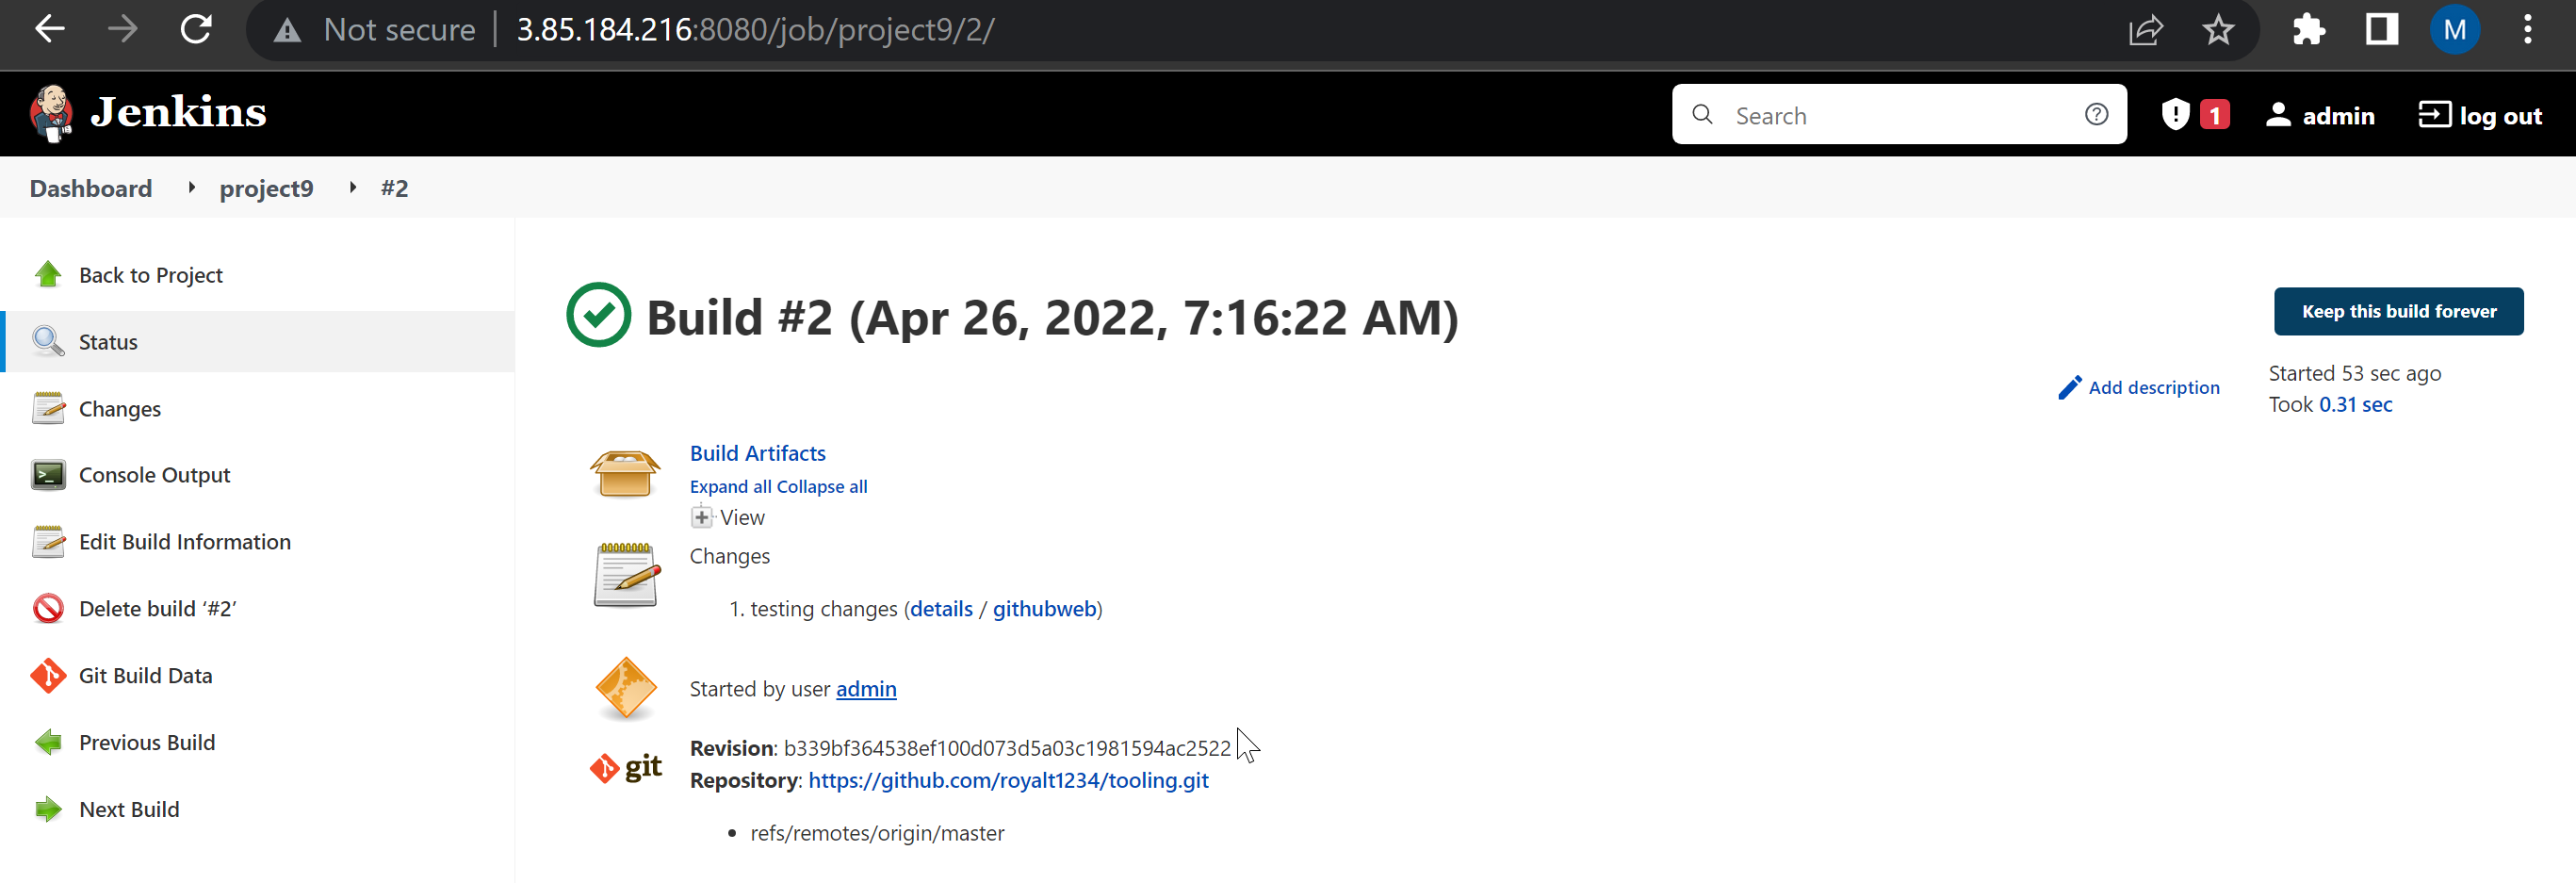 Not secure | 3.85.184.216:8080/job/project9/2/
M
Jenkins
Search
1
admin
log out
Dashboard
project9
#2
Back to Project
Status
Changes
Console Output
Edit Build Information
Delete build ‘#2’
Git Build Data
Previous Build
Next Build
Build #2 (Apr 26, 2022, 7:16:22 AM)
Keep this build forever
Add description
Started 53 sec ago
Took 0.31 sec
Build Artifacts
Expand all Collapse all
View
Changes
1. testing changes (details / githubweb)
Started by user admin
git
Revision: b339bf364538ef100d073d5a03c1981594ac2522
Repository: https://github.com/royalt1234/tooling.git
• refs/remotes/origin/master